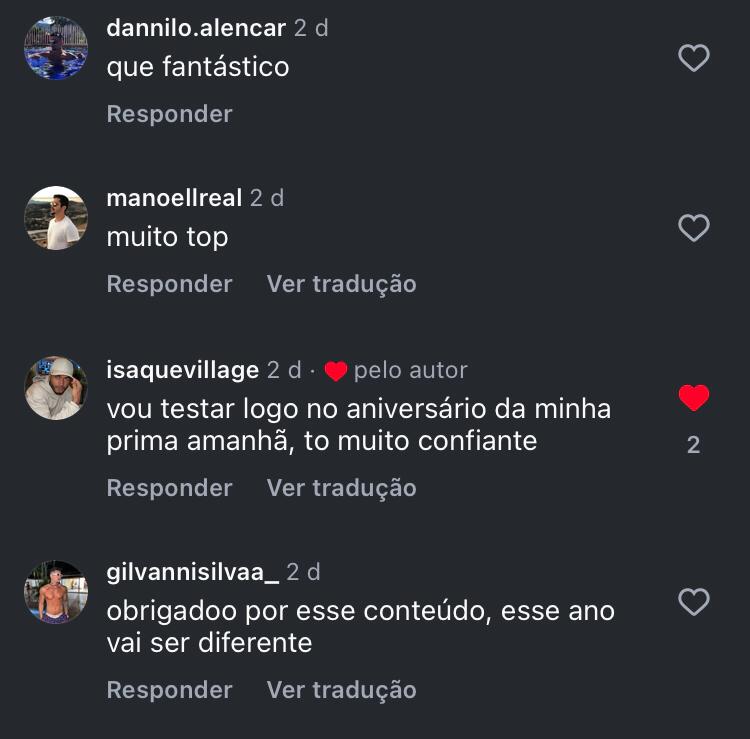 dannilo.alencar 2 d
que fantástico
Responder
manoellreal 2 d
muito top
Responder Ver tradução
isaquevillage 2 d · ❤️ pelo autor
vou testar logo no aniversário da minha
prima amanhã, to muito confiante
2
Responder Ver tradução
gilvannisilvaa_ 2 d
obrigadoo por esse conteúdo, esse ano
vai ser diferente
Responder Ver tradução